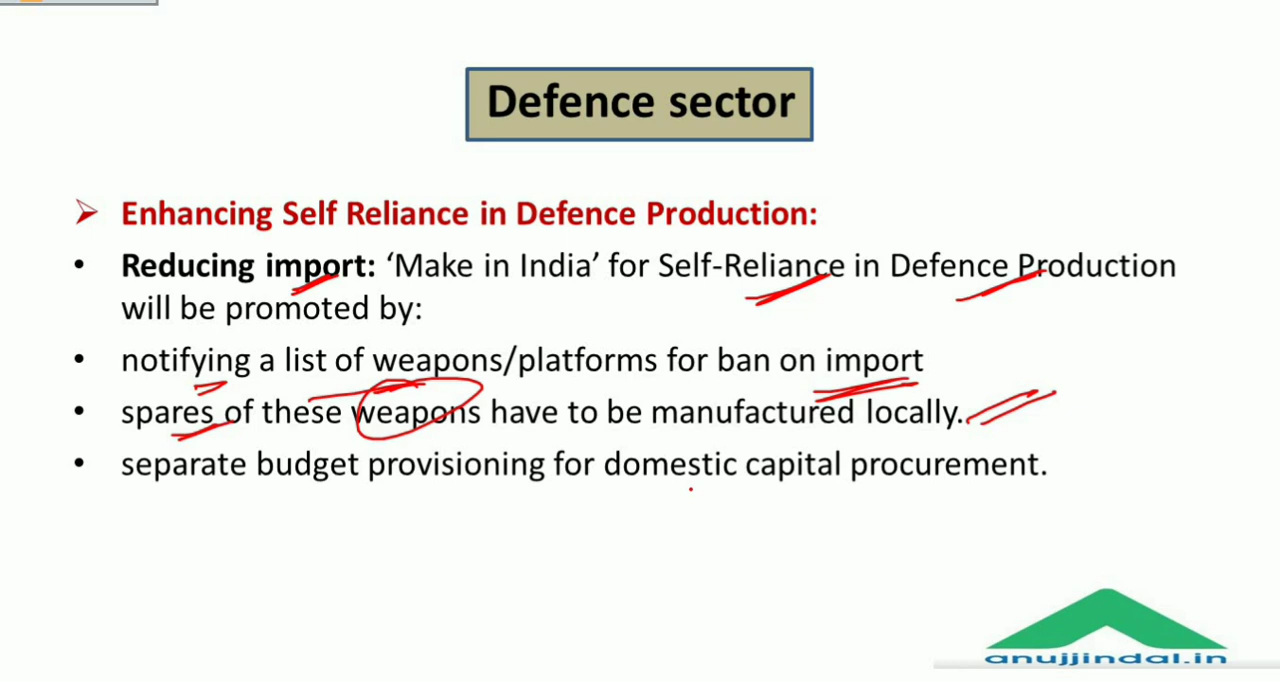 Defence sector
➢ Enhancing Self Reliance in Defence Production:
• Reducing import: ‘Make in India’ for Self-Reliance in Defence Production
will be promoted by:
• notifying a list of weapons/platforms for ban on import
• spares of these weapons have to be manufactured locally..
• separate budget provisioning for domestic capital procurement.
anujjindal.in